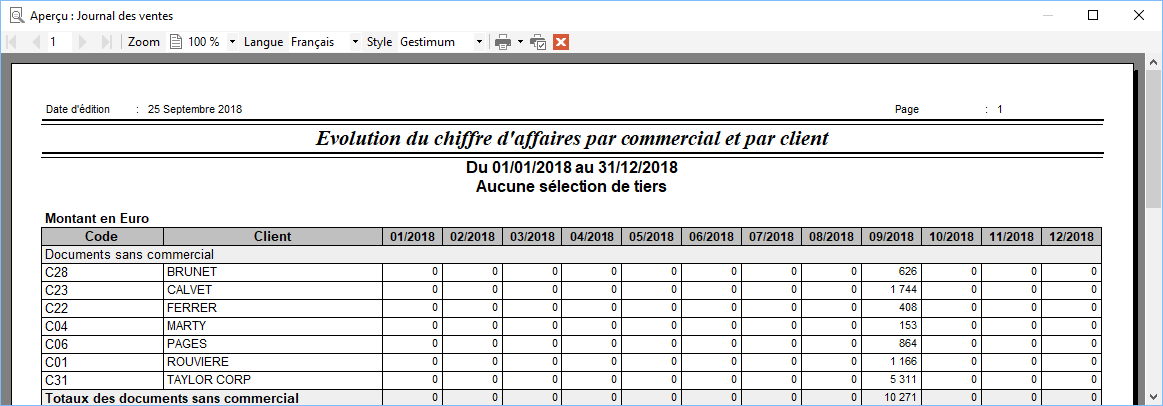 Aperçu : Journal des ventes
1 Zoom 100 % Langue Français Style Gestimum
Date d'édition : 25 Septembre 2018 Page : 1
Evolution du chiffre d'affaires par commercial et par client
Du 01/01/2018 au 31/12/2018
Aucune sélection de tiers
Montant en Euro
Code Client 01/2018 02/2018 03/2018 04/2018 05/2018 06/2018 07/2018 08/2018 09/2018 10/2018 11/2018 12/2018
Documents sans commercial
C28 BRUNET 0 0 0 0 0 0 0 0 626 0 0 0
C23 CALVET 0 0 0 0 0 0 0 0 1 744 0 0 0
C22 FERRER 0 0 0 0 0 0 0 0 408 0 0 0
C04 MARTY 0 0 0 0 0 0 0 0 153 0 0 0
C06 PAGES 0 0 0 0 0 0 0 0 864 0 0 0
C01 ROUVIERE 0 0 0 0 0 0 0 0 1 166 0 0 0
C31 TAYLOR CORP 0 0 0 0 0 0 0 0 5 311 0 0 0
Totaux des documents sans commercial 0 0 0 0 0 0 0 0 10 271 0 0 0